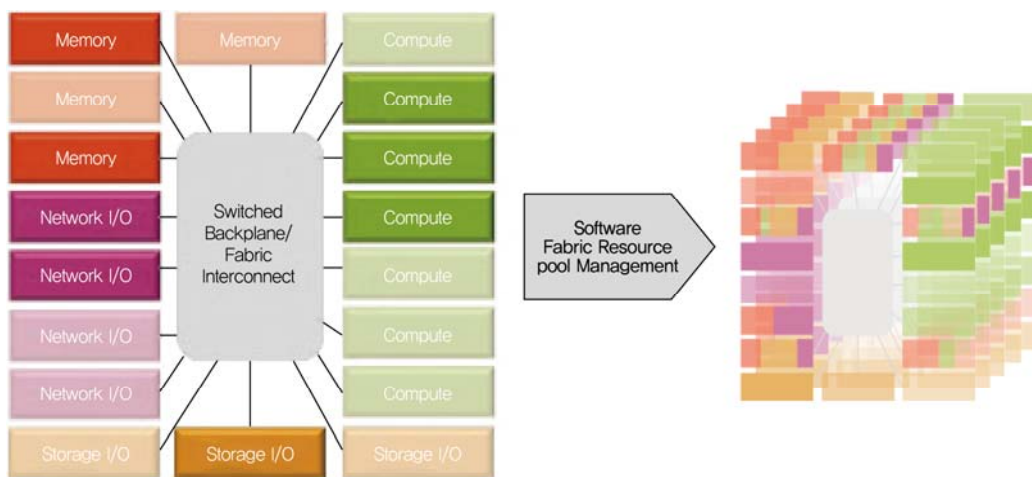 Memory
Memory
Compute
Memory
Compute
Memory
Compute
Network I/O
Switched
Backplane/
Fabric
Interconnect
Compute
Network I/O
Compute
Network I/O
Compute
Network I/O
Compute
Storage I/O
Storage I/O
Storage I/O
Software
Fabric Resource
pool Management